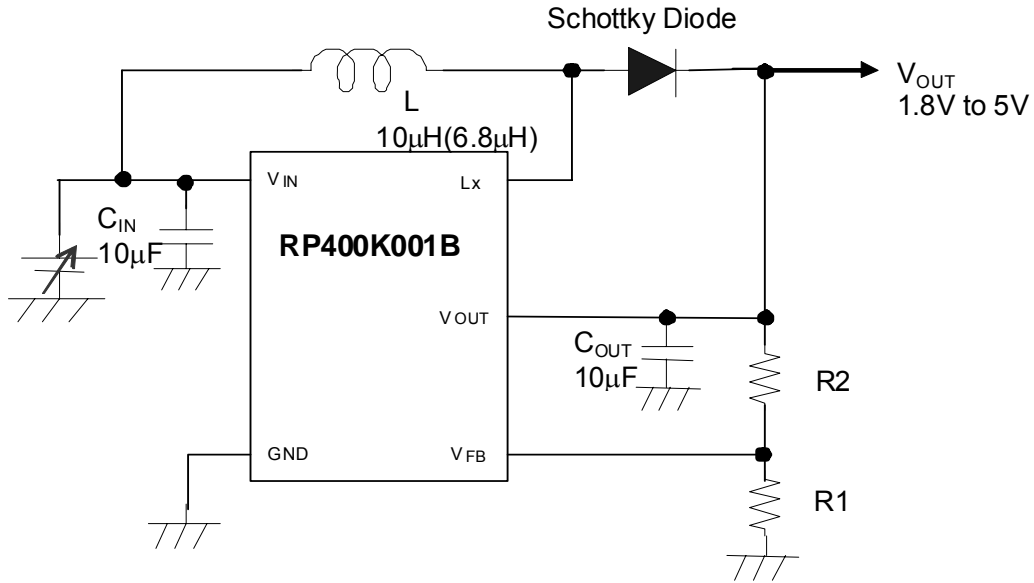 Schottky Diode
VOUT
1.8V to 5V
L
10μH(6.8μH)
VIN
Lx
CIN
10μF
RP400K001B
VOUT
COUT
10μF
R2
GND
VFB
R1